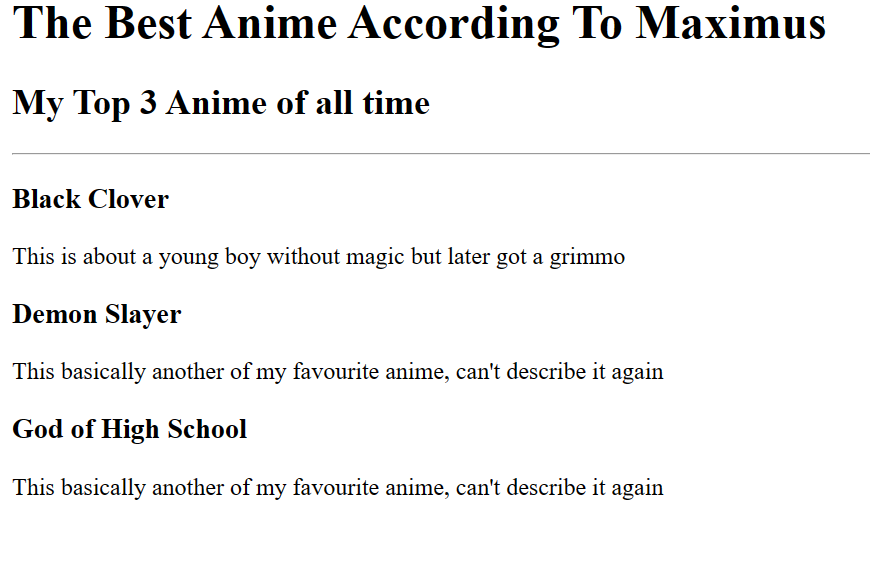 The Best Anime According To Maximus
My Top 3 Anime of all time
Black Clover
This is about a young boy without magic but later got a grimmo
Demon Slayer
This basically another of my favourite anime, can't describe it again
God of High School
This basically another of my favourite anime, can't describe it again